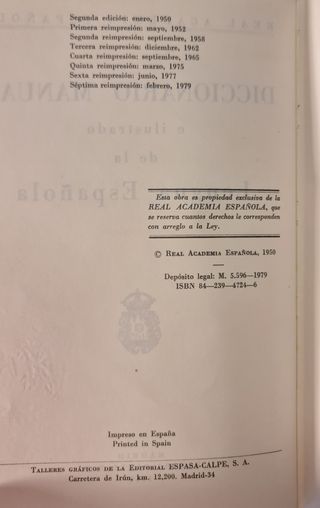 Segunda edición: enero, 1950
Primera reimpresión: mayo, 1952
Segunda reimpresión: septiembre, 1958
Tercera reimpresión: diciembre, 1962
Cuarta reimpresión: septiembre, 1965
Quinta reimpresión: marzo, 1975
Sexta reimpresión: junio, 1977
Séptima reimpresión: febrero, 1979
Esta obra es propiedad exclusiva de la
REAL ACADEMIA ESPAÑOLA, que
se reserva cuantos derechos le corresponden
con arreglo a la Ley.
© REAL ACADEMIA ESPAÑOLA, 1950
Depósito legal: M. 5.596—1979
ISBN 84—239—4724—6
Impreso en España
Printed in Spain
TALLERES GRÁFICOS DE LA EDITORIAL ESPASA-CALPE, S. A.
Carretera de Irún, km. 12,200. Madrid-34